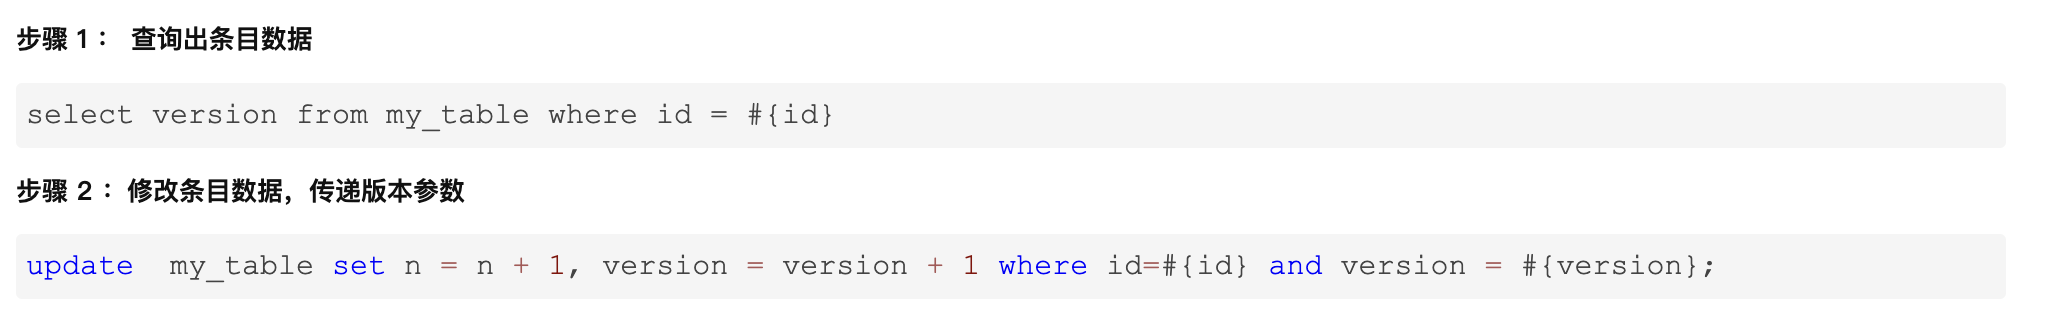 步骤 1： 查询出条目数据
select version from my_table where id = #{id}
步骤 2：修改条目数据，传递版本参数
update  my_table set n = n + 1, version = version + 1 where id=#{id} and version = #{version};